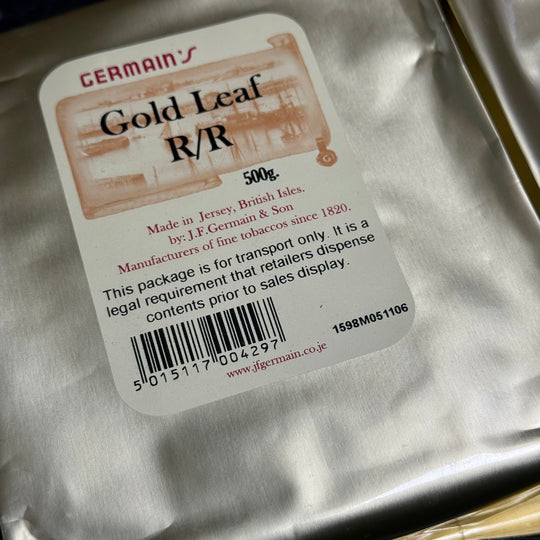 GERMAIN'S
Gold Leaf
R/R
500g.
Made in Jersey, British Isles,
by: J.F.Germain & Son
Manufacturers of fine tobaccos since 1820.
This package is for transport only. It is a
legal requirement that retailers dispense
contents prior to sales display.
1598M051106
5 015117 004297
www.jfgermain.co.je